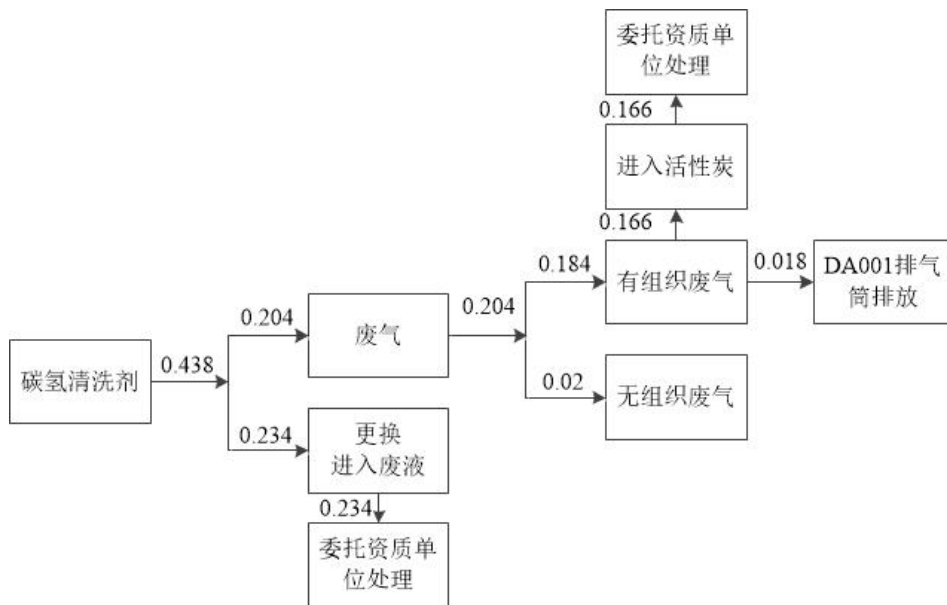 委托资质单
位处理
0.166
进入活性炭
0.166
0.184
有组织废气
0.018
DA001排气
筒排放
0.204
废气
0.204
0.438
碳氢清洗剂
0.02
无组织废气
0.234
更换
进入废液
0.234
委托资质单
位处理